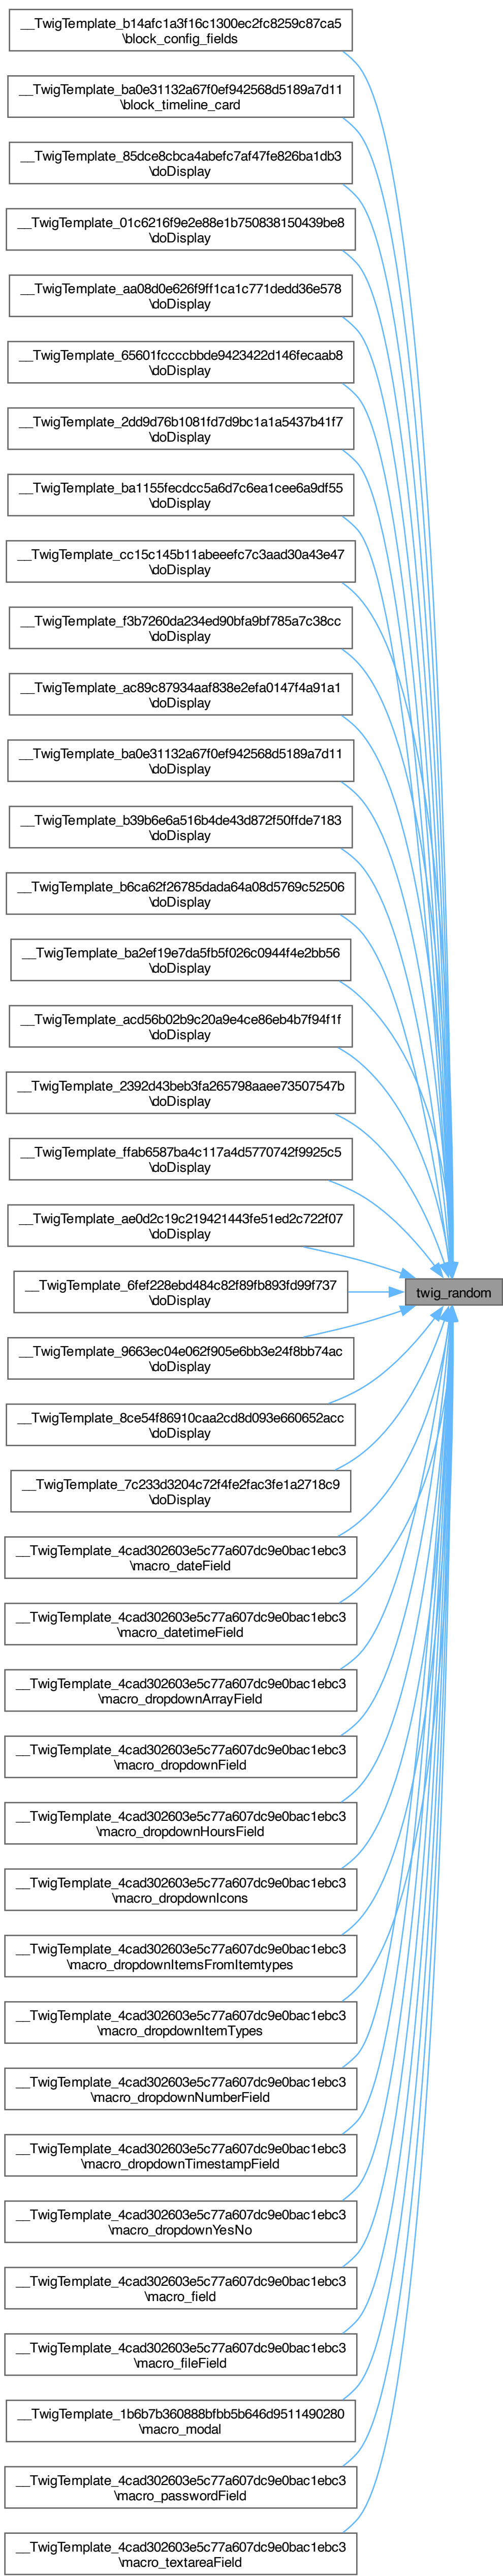 __TwigTemplate_b14afc1a3f16c1300ec2fc8259c87ca5
\block_config_fields
__TwigTemplate_ba0e31132a67f0ef942568d5189a7d11
\block_timeline_card
__TwigTemplate_85dce8cbca4abefc7af47fe826ba1db3
\doDisplay
__TwigTemplate_01c6216f9e2e88e1b750838150439be8
\doDisplay
__TwigTemplate_aa08d0e626f9ff1ca1c771dedd36e578
\doDisplay
__TwigTemplate_65601fccccbbde9423422d146fecaab8
\doDisplay
__TwigTemplate_2dd9d76b1081fd7d9bc1a1a5437b41f7
\doDisplay
__TwigTemplate_ba1155fecdcc5a6d7c6ea1cee6a9df55
\doDisplay
__TwigTemplate_cc15c145b11abeeefc7c3aad30a43e47
\doDisplay
__TwigTemplate_f3b7260da234ed90bfa9bf785a7c38cc
\doDisplay
__TwigTemplate_ac89c87934aaf838e2efa0147f4a91a1
\doDisplay
__TwigTemplate_ba0e31132a67f0ef942568d5189a7d11
\doDisplay
__TwigTemplate_b39b6e6a516b4de43d872f50ffde7183
\doDisplay
__TwigTemplate_b6ca62f26785dada64a08d5769c52506
\doDisplay
__TwigTemplate_ba2ef19e7da5fb5f026c0944f4e2bb56
\doDisplay
__TwigTemplate_acd56b02b9c20a9e4ce86eb4b7f94f1f
\doDisplay
__TwigTemplate_2392d43beb3fa265798aaee73507547b
\doDisplay
__TwigTemplate_ffab6587ba4c117a4d5770742f9925c5
\doDisplay
__TwigTemplate_ae0d2c19c219421443fe51ed2c722f07
\doDisplay
__TwigTemplate_6fef228ebd484c82f89fb893fd99f737
\doDisplay
twig_random
__TwigTemplate_9663ec04e062f905e6bb3e24f8bb74ac
\doDisplay
__TwigTemplate_8ce54f86910caa2cd8d093e660652acc
\doDisplay
__TwigTemplate_7c233d3204c72f4fe2fac3fe1a2718c9
\doDisplay
__TwigTemplate_4cad302603e5c77a607dc9e0bac1ebc3
\macro_dateField
__TwigTemplate_4cad302603e5c77a607dc9e0bac1ebc3
\macro_datetimeField
__TwigTemplate_4cad302603e5c77a607dc9e0bac1ebc3
\macro_dropdownArrayField
__TwigTemplate_4cad302603e5c77a607dc9e0bac1ebc3
\macro_dropdownField
__TwigTemplate_4cad302603e5c77a607dc9e0bac1ebc3
\macro_dropdownHoursField
__TwigTemplate_4cad302603e5c77a607dc9e0bac1ebc3
\macro_dropdownIcons
__TwigTemplate_4cad302603e5c77a607dc9e0bac1ebc3
\macro_dropdownItemsFromItemtypes
__TwigTemplate_4cad302603e5c77a607dc9e0bac1ebc3
\macro_dropdownItemTypes
__TwigTemplate_4cad302603e5c77a607dc9e0bac1ebc3
\macro_dropdownNumberField
__TwigTemplate_4cad302603e5c77a607dc9e0bac1ebc3
\macro_dropdownTimestampField
__TwigTemplate_4cad302603e5c77a607dc9e0bac1ebc3
\macro_dropdownYesNo
__TwigTemplate_4cad302603e5c77a607dc9e0bac1ebc3
\macro_field
__TwigTemplate_4cad302603e5c77a607dc9e0bac1ebc3
\macro_fileField
__TwigTemplate_1b6b7b360888bfbb5b646d9511490280
\macro_modal
__TwigTemplate_4cad302603e5c77a607dc9e0bac1ebc3
\macro_passwordField
__TwigTemplate_4cad302603e5c77a607dc9e0bac1ebc3
\macro_textareaField